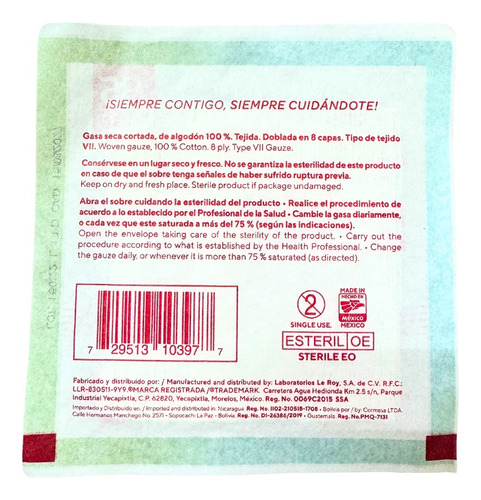 ¡SIEMPRE CONTIGO, SIEMPRE CUIDÁNDOTE!
Gasa seca cortada, de algodón 100 %. Tejida. Doblada en 8 capas. Tipo de tejido
VII. Woven gauze, 100 % Cotton. 8 ply. Type VII Gauze.
Consérvese en un lugar seco y fresco. No se garantiza la esterilidad de este producto
en caso de que el sobre tenga señales de haber sufrido ruptura previa.
Keep on dry and fresh place. Sterile product if package undamaged.
Abra el sobre cuidando la esterilidad del producto • Realice el procedimiento de
acuerdo a lo establecido por el Profesional de la Salud • Cambie la gasa diariamente,
o cada vez que este saturada a más del 75 % (según las indicaciones).
Open the envelope taking care of the sterility of the product. • Carry out the
procedure according to what is established by the Health Professional. • Change
the gauze daily, or whenever it is more than 75 % saturated (as directed).
7 29513 10397 7
2
SINGLE USE.
MADE IN
HECHO EN
MÉXICO
MEXICO
ESTERIL OE
STERILE EO
Fabricado y distribuido por: / Manufactured and distributed by: Laboratorios Le Roy, S.A. de C.V. R.F.C.:
LLR-830511-9Y9.®MARCA REGISTRADA /®TRADEMARK. Carretera Agua Hedionda Km 2.5 s/n, Parque
Industrial Yecapixtla, C.P. 62820, Yecapixtla, Morelos, México. Reg. No. 0069C2015 SSA
Importado y Distribuido en: / Imported and distributed in: Nicaragua. Reg. No. 1102-210515-1708 • Bolivia por / by: Cormesa LTDA.
Calle Hermanos Manchego No. 2571 - Sopocachi- La Paz - Bolivia. Reg. No. DI-26386/2019 • Guatemala. Reg. No.PMQ-7131